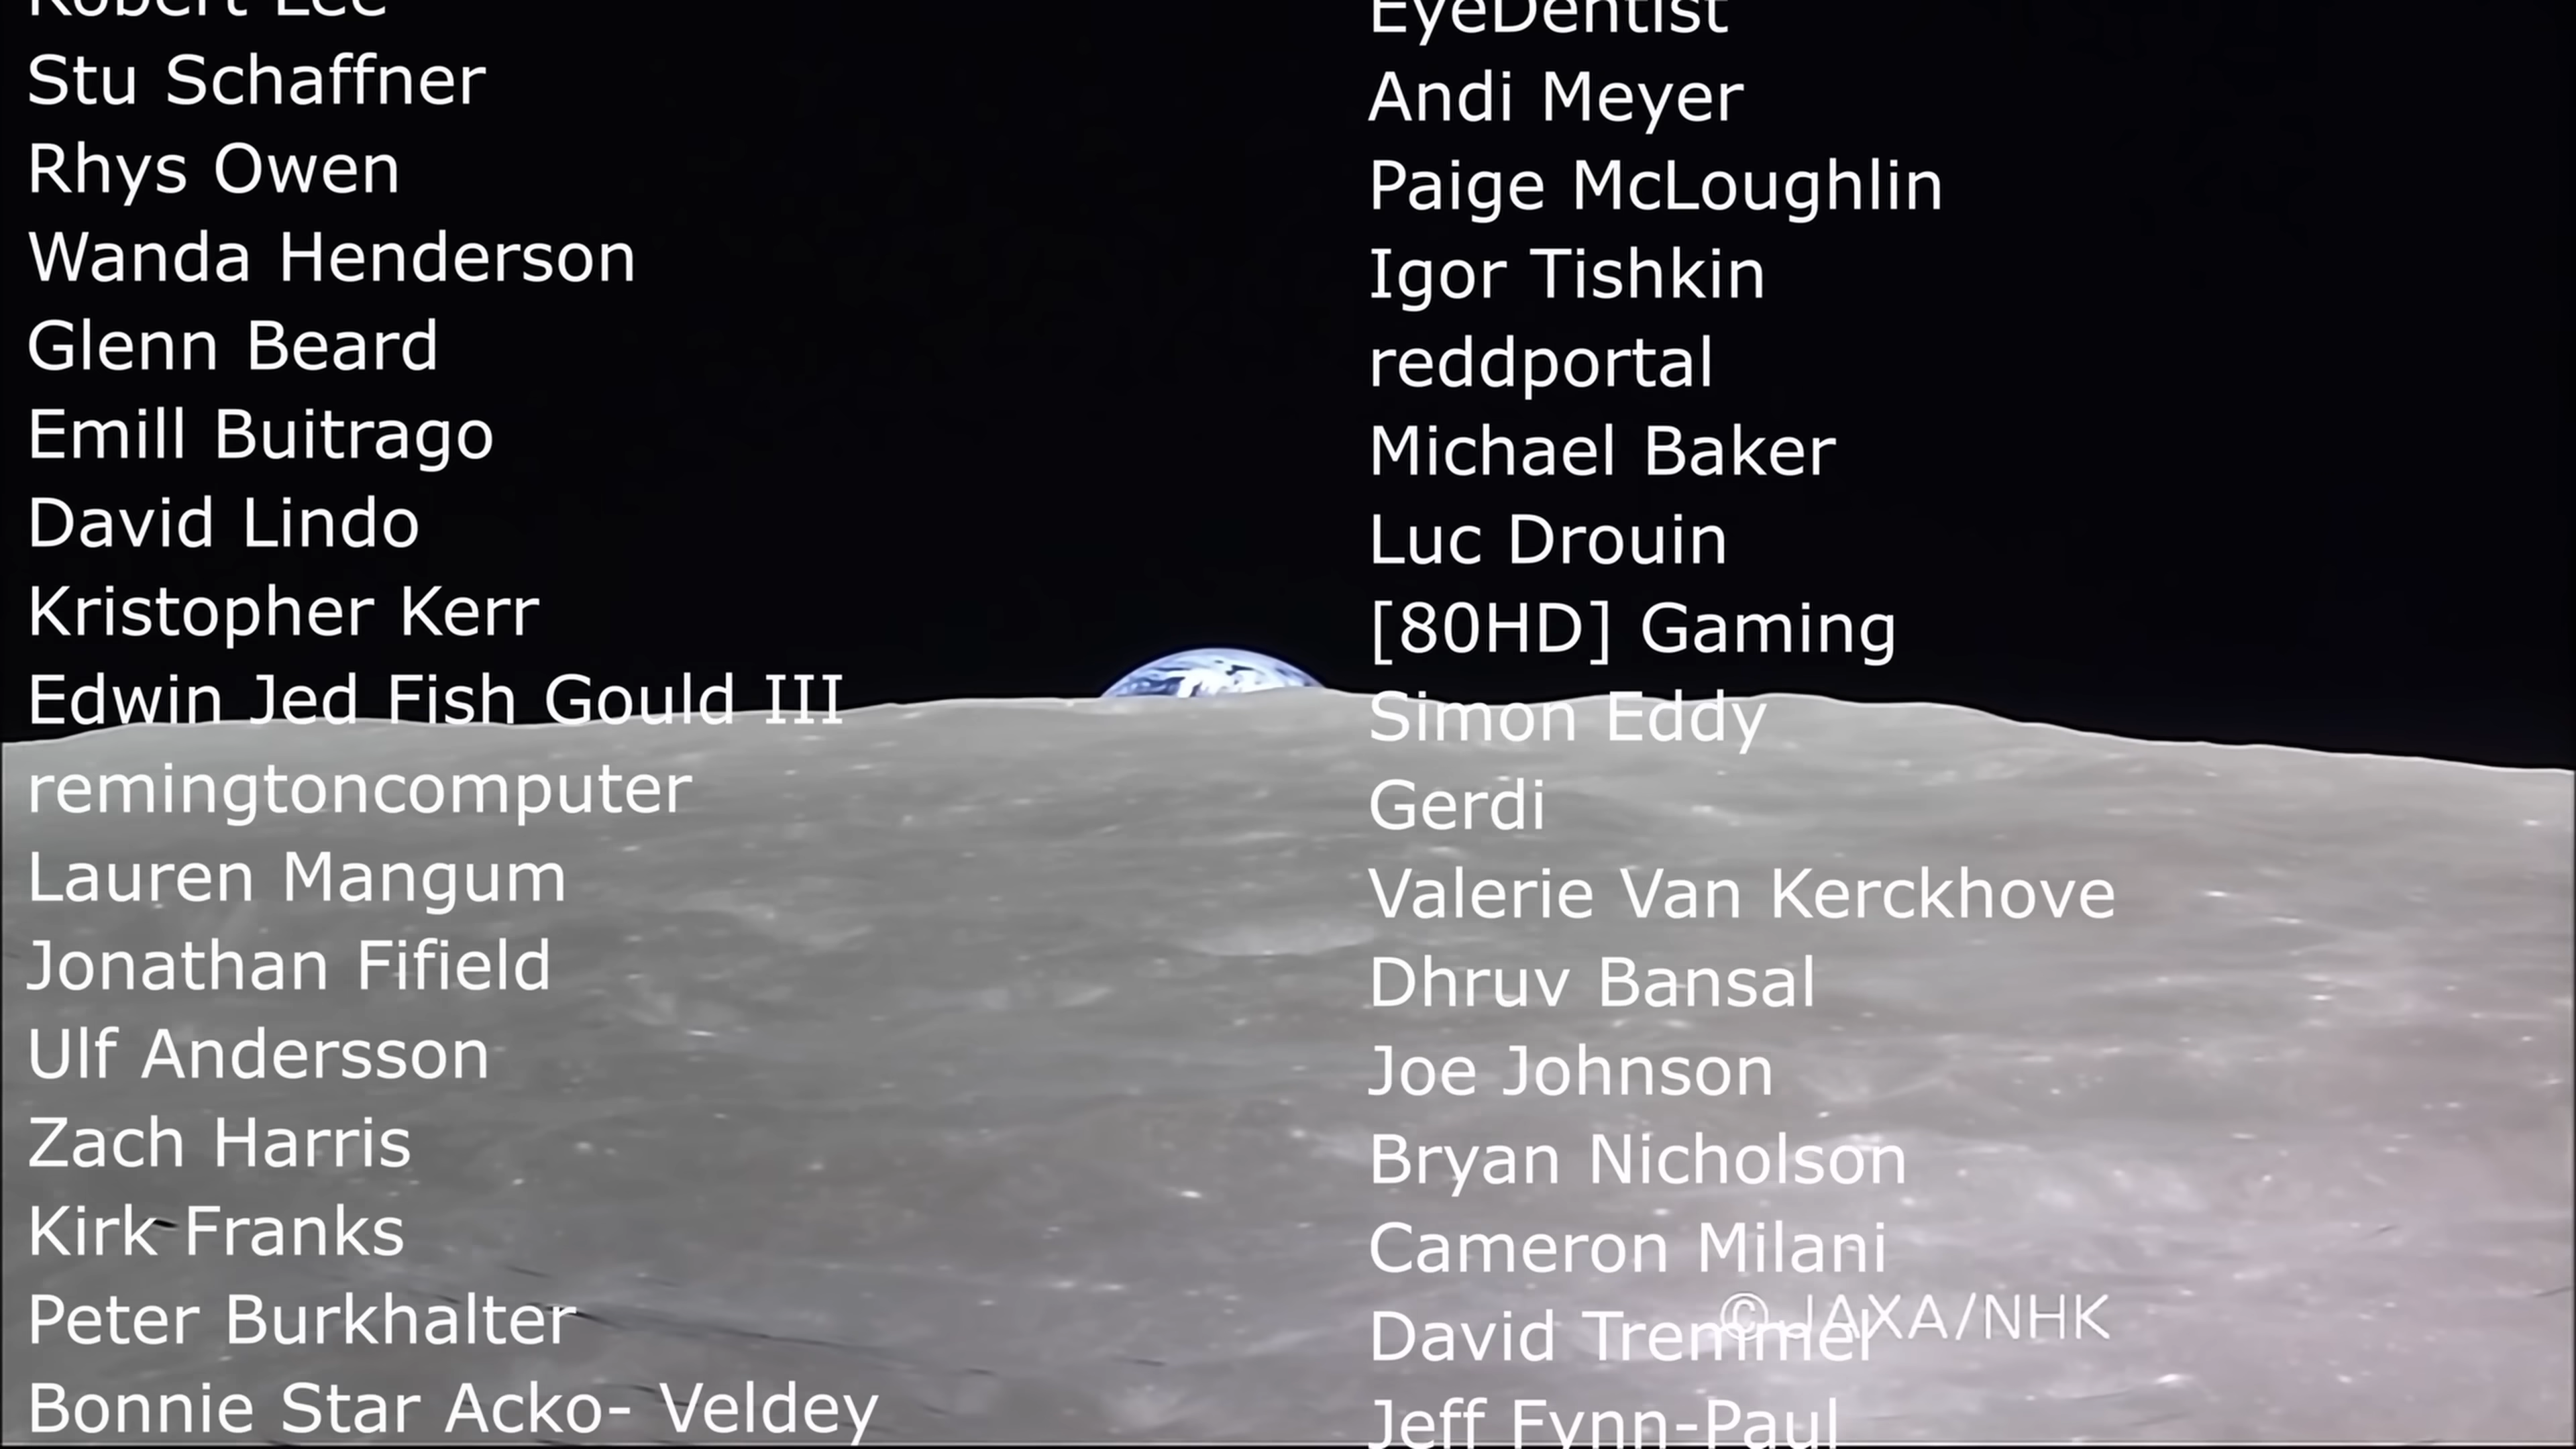 Robert Lee
Stu Schaffner
Rhys Owen
Wanda Henderson
Glenn Beard
Emill Buitrago
David Lindo
Kristopher Kerr
Edwin Jed Fish Gould III
remingtoncomputer
Lauren Mangum
Jonathan Fifield
Ulf Andersson
Zach Harris
Kirk Franks
Peter Burkhalter
Bonnie Star Acko- Veldey
EyeDentist
Andi Meyer
Paige McLoughlin
Igor Tishkin
reddportal
Michael Baker
Luc Drouin
[80HD] Gaming
Simon Eddy
Gerdi
Valerie Van Kerckhove
Dhruv Bansal
Joe Johnson
Bryan Nicholson
Cameron Milani
© JAXA/NHK
David Tremmel
Jeff Fynn-Paul